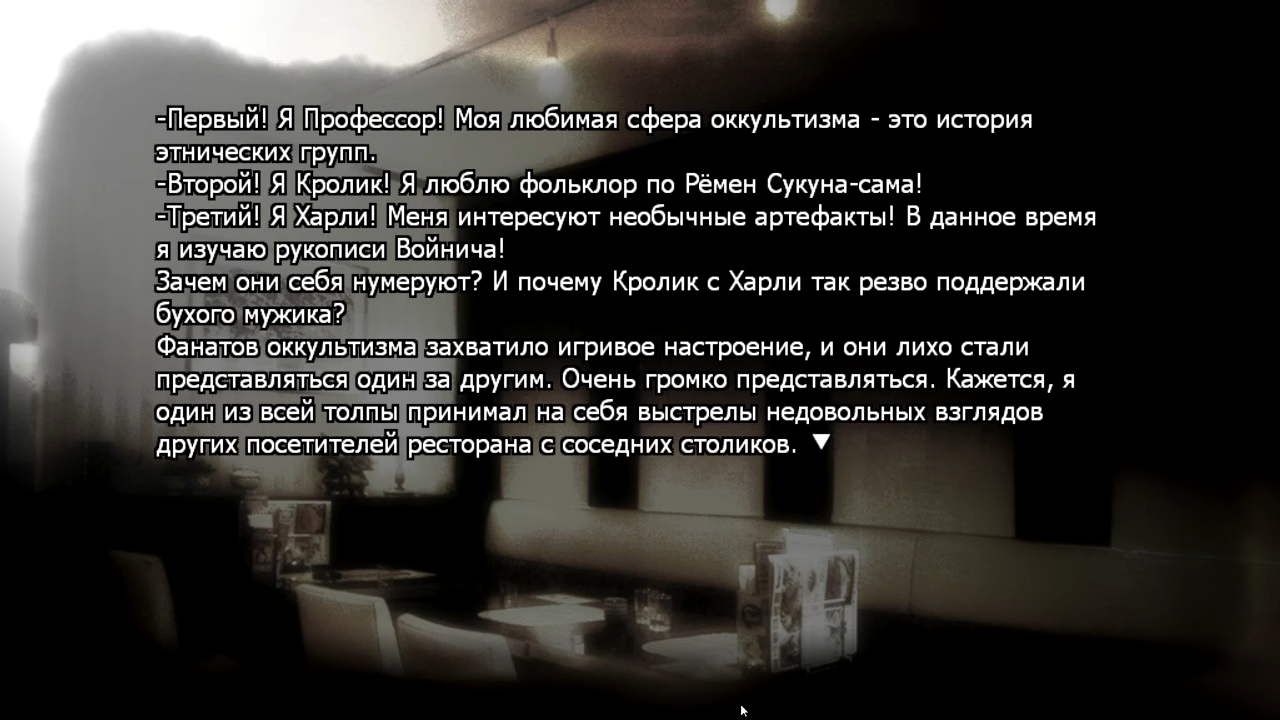 -Первый! Я Профессор! Моя любимая сфера оккультизма - это история
этнических групп.
-Второй! Я Кролик! Я люблю фольклор по Рёмен Сукуна-сама!
-Третий! Я Харли! Меня интересуют необычные артефакты! В данное время
я изучаю рукописи Войнича!
Зачем они себя нумеруют? И почему Кролик с Харли так резво поддержали
бухого мужика?
Фанатов оккультизма захватило игривое настроение, и они лихо стали
представляться один за другим. Очень громко представляться. Кажется, я
один из всей толпы принимал на себя выстрелы недовольных взглядов
других посетителей ресторана с соседних столиков.